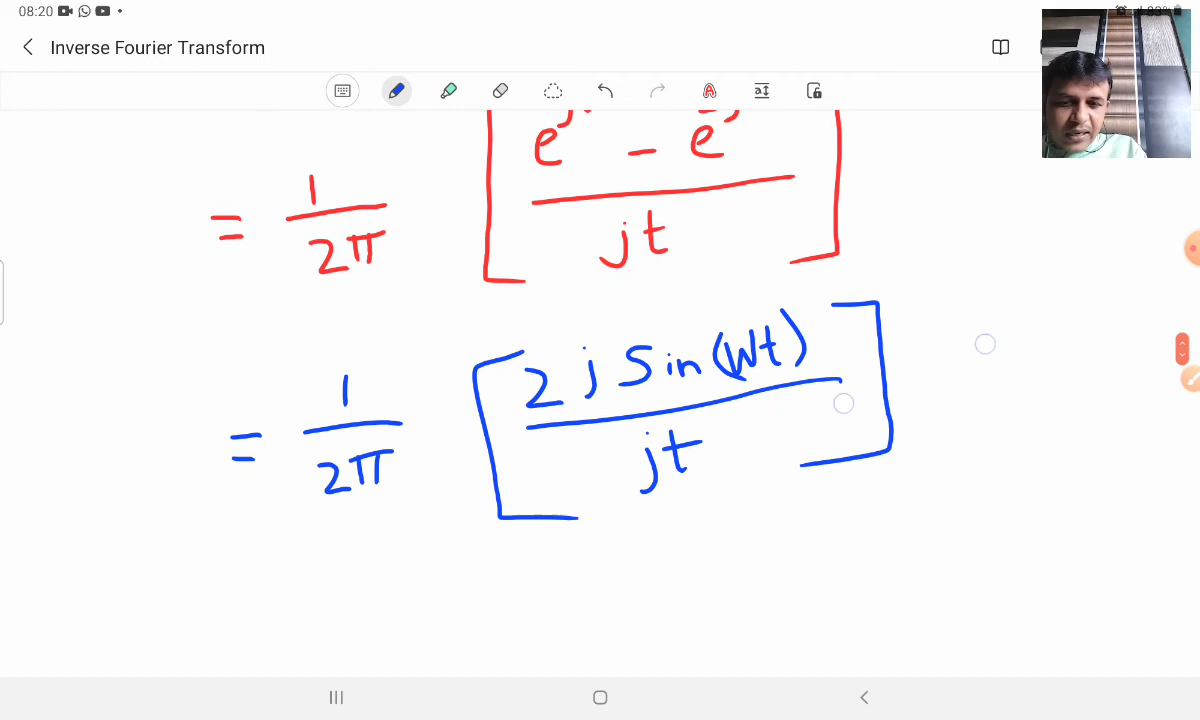 08:20
Inverse Fourier Transform
= 1/2π [ e^j - e^j / jt ]
= 1/2π [ 2 j Sin(Wt) / jt ]